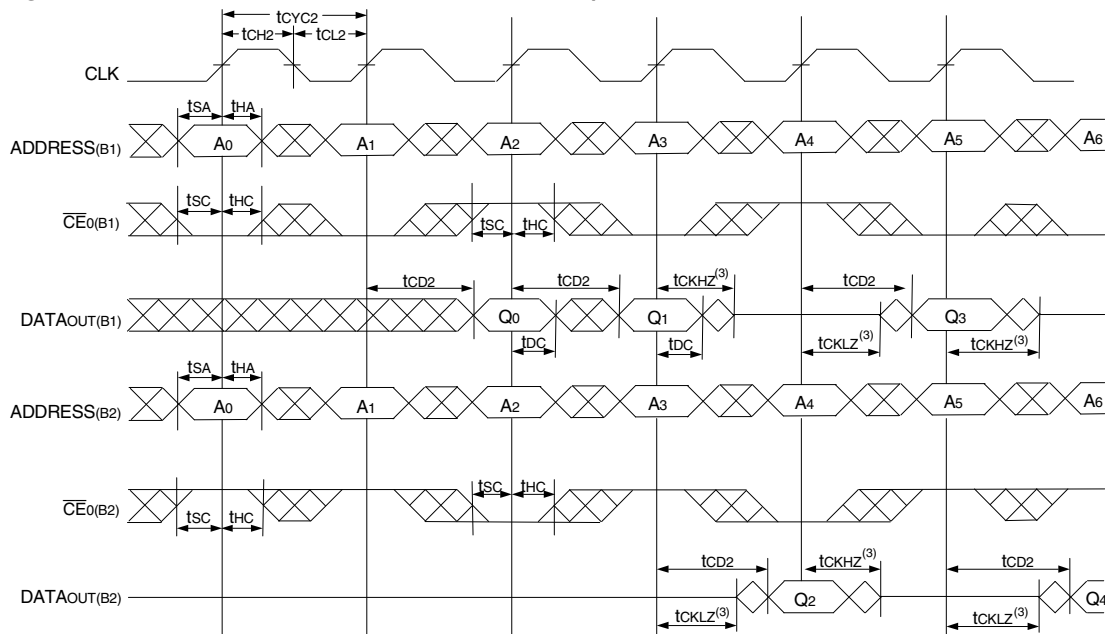 tCYC2
tCH2 tCL2
CLK
tSA tHA
ADDRESS(B1) A0 A1 A2 A3 A4 A5 A6
tSC tHC
CE0(B1) tSC tHC
tCD2 tCD2 tCKHZ(3) tCD2
DATAOUT(B1) Q0 Q1 Q3
tDC tDC tCKLZ(3) tCKHZ(3)
tSA tHA
ADDRESS(B2) A0 A1 A2 A3 A4 A5 A6
tSC tHC
CE0(B2)
tSC tHC
tCD2 tCKHZ(3) tCD2
DATAOUT(B2) Q2 Q4
tCKLZ(3) tCKLZ(3)